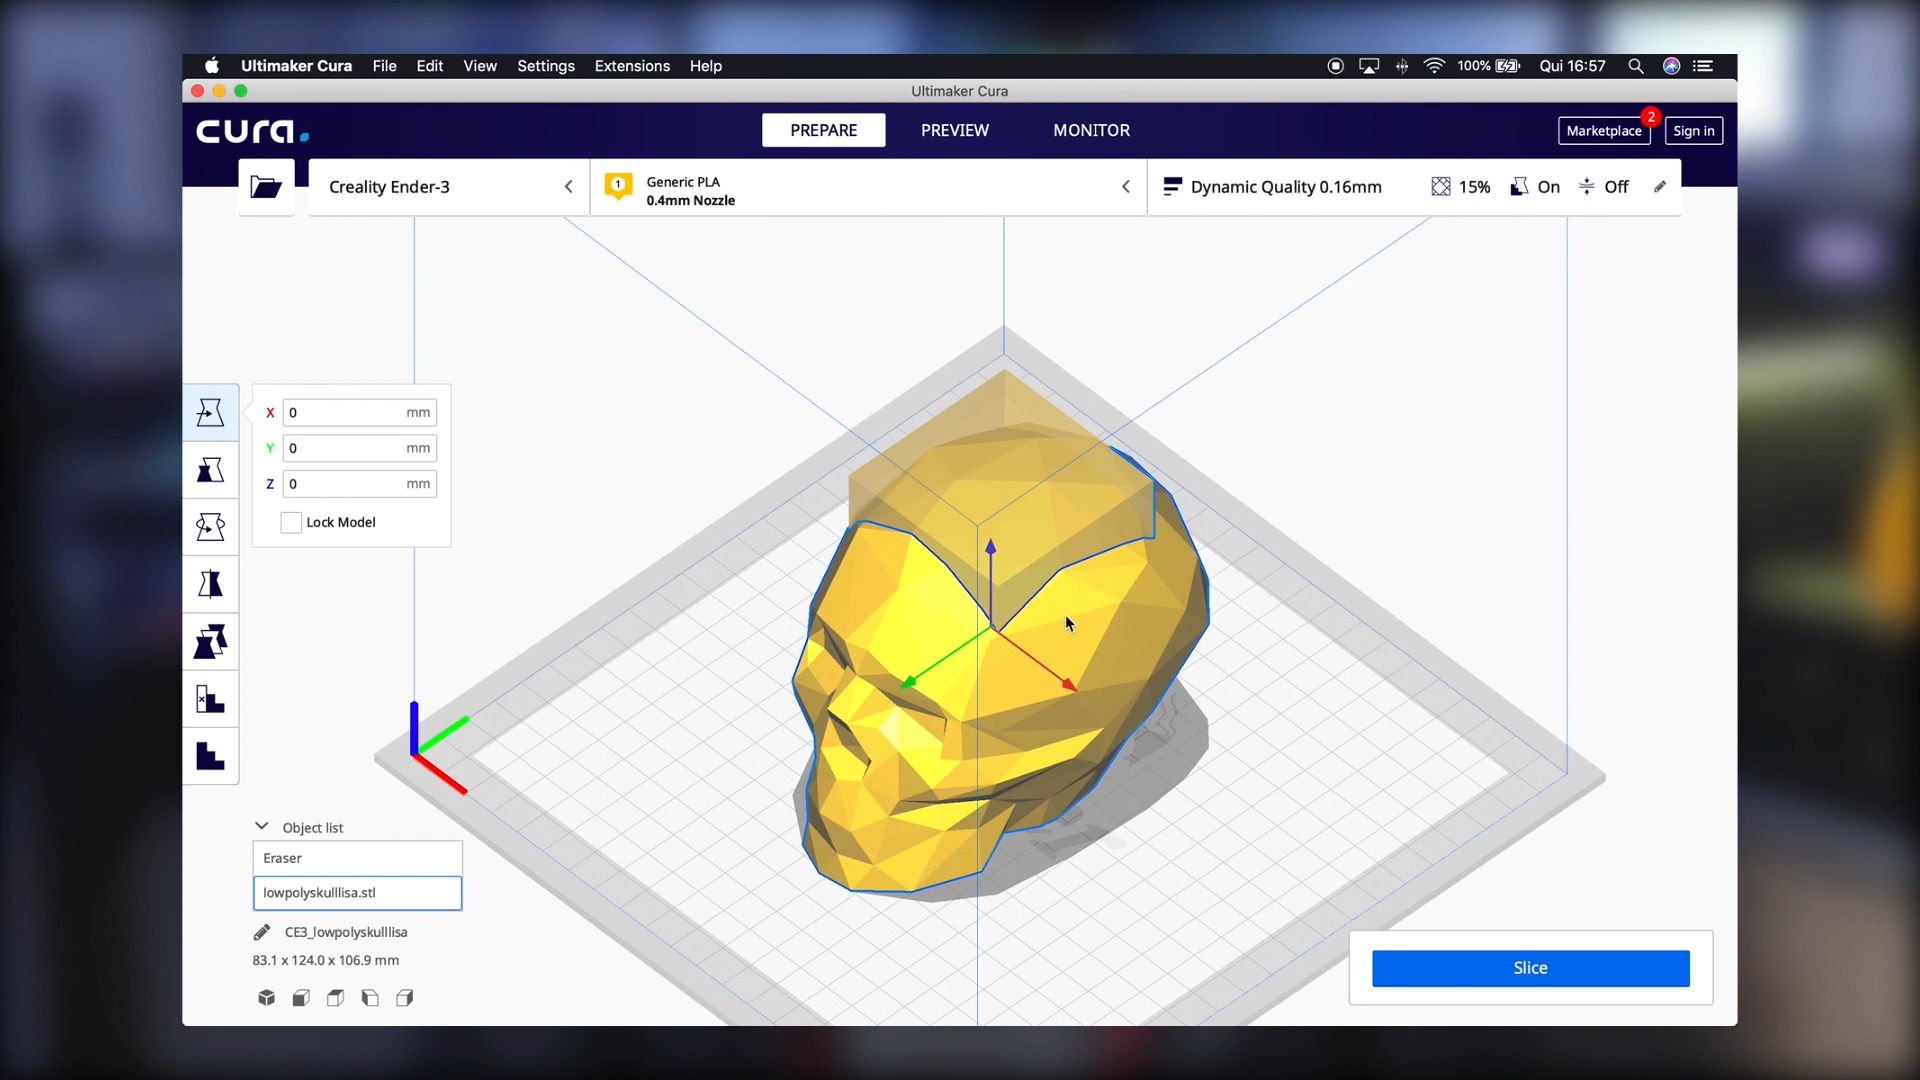 Ultimaker Cura File Edit View Settings Extensions Help 100% Qui 16:57
Ultimaker Cura
cura. PREPARE PREVIEW MONITOR Marketplace 2 Sign in
Creality Ender-3
1 Generic PLA
0.4mm Nozzle
Dynamic Quality 0.16mm 15% On Off
X 0 mm
Y 0 mm
Z 0 mm
Lock Model
Object list
Eraser
lowpolyskulllisa.stl
CE3_lowpolyskulllisa
83.1 x 124.0 x 106.9 mm
Slice